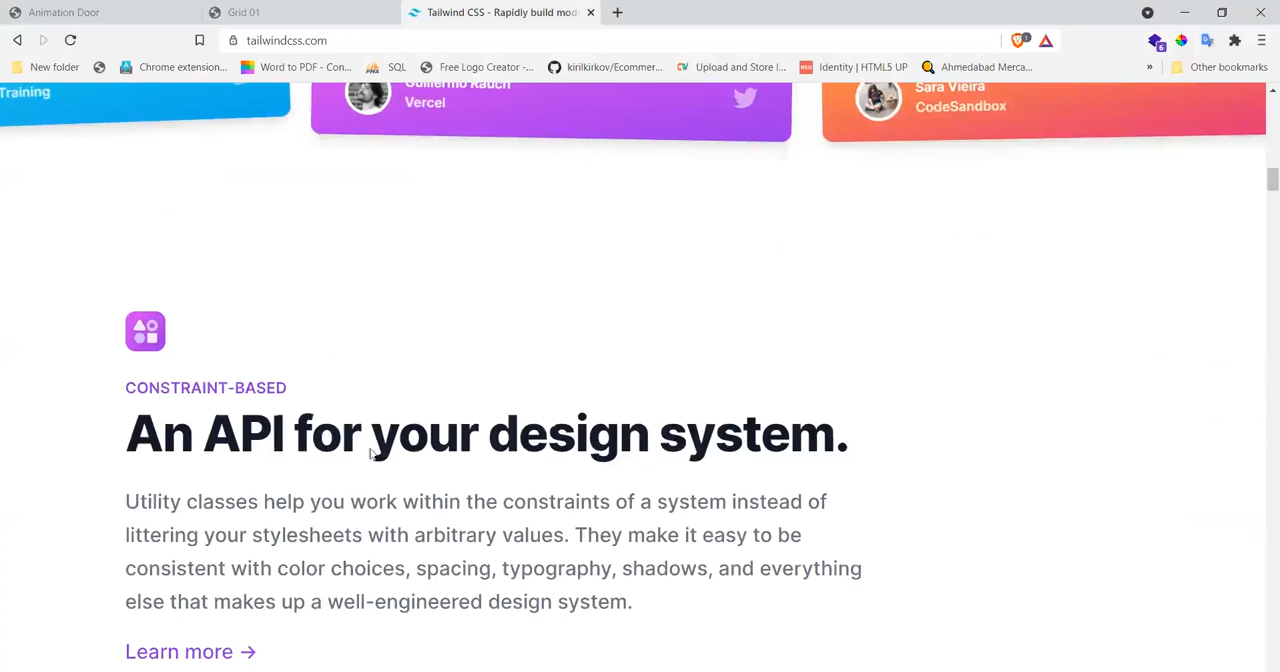 Animation Door
Grid 01
Tailwind CSS - Rapidly build mod
tailwindcss.com
1
6
New folder
Chrome extension...
Word to PDF - Con...
SQL
Free Logo Creator -...
kirilkirkov/Ecommer...
Upload and Store I...
Identity | HTML5 UP
Ahmedabad Merca...
»
Other bookmarks
Training
Guillermo Rauch
Vercel
Sara Vieira
CodeSandbox
CONSTRAINT-BASED
An API for your design system.
Utility classes help you work within the constraints of a system instead of
littering your stylesheets with arbitrary values. They make it easy to be
consistent with color choices, spacing, typography, shadows, and everything
else that makes up a well-engineered design system.
Learn more →